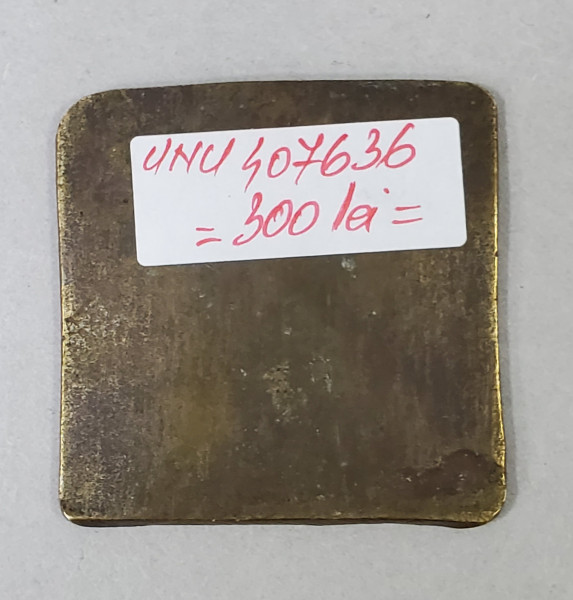 UNU 407636
= 300 lei =